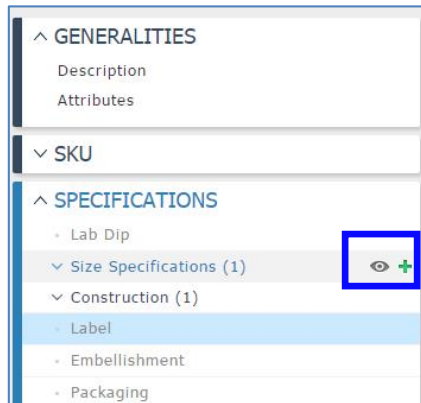 GENERALITIES
Description
Attributes
SKU
SPECIFICATIONS
Lab Dip
Size Specifications (1)
Construction (1)
Label
Embellishment
Packaging